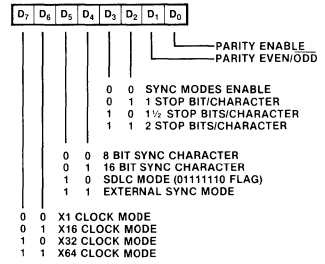 D7 D6 D5 D4 D3 D2 D1 D0
PARITY ENABLE
PARITY EVEN/ODD
0 0 SYNC MODES ENABLE
0 1 1 STOP BIT/CHARACTER
1 0 1½ STOP BITS/CHARACTER
1 1 2 STOP BITS/CHARACTER
0 0 8 BIT SYNC CHARACTER
0 1 16 BIT SYNC CHARACTER
1 0 SDLC MODE (01111110 FLAG)
1 1 EXTERNAL SYNC MODE
0 0 X1 CLOCK MODE
0 1 X16 CLOCK MODE
1 0 X32 CLOCK MODE
1 1 X64 CLOCK MODE